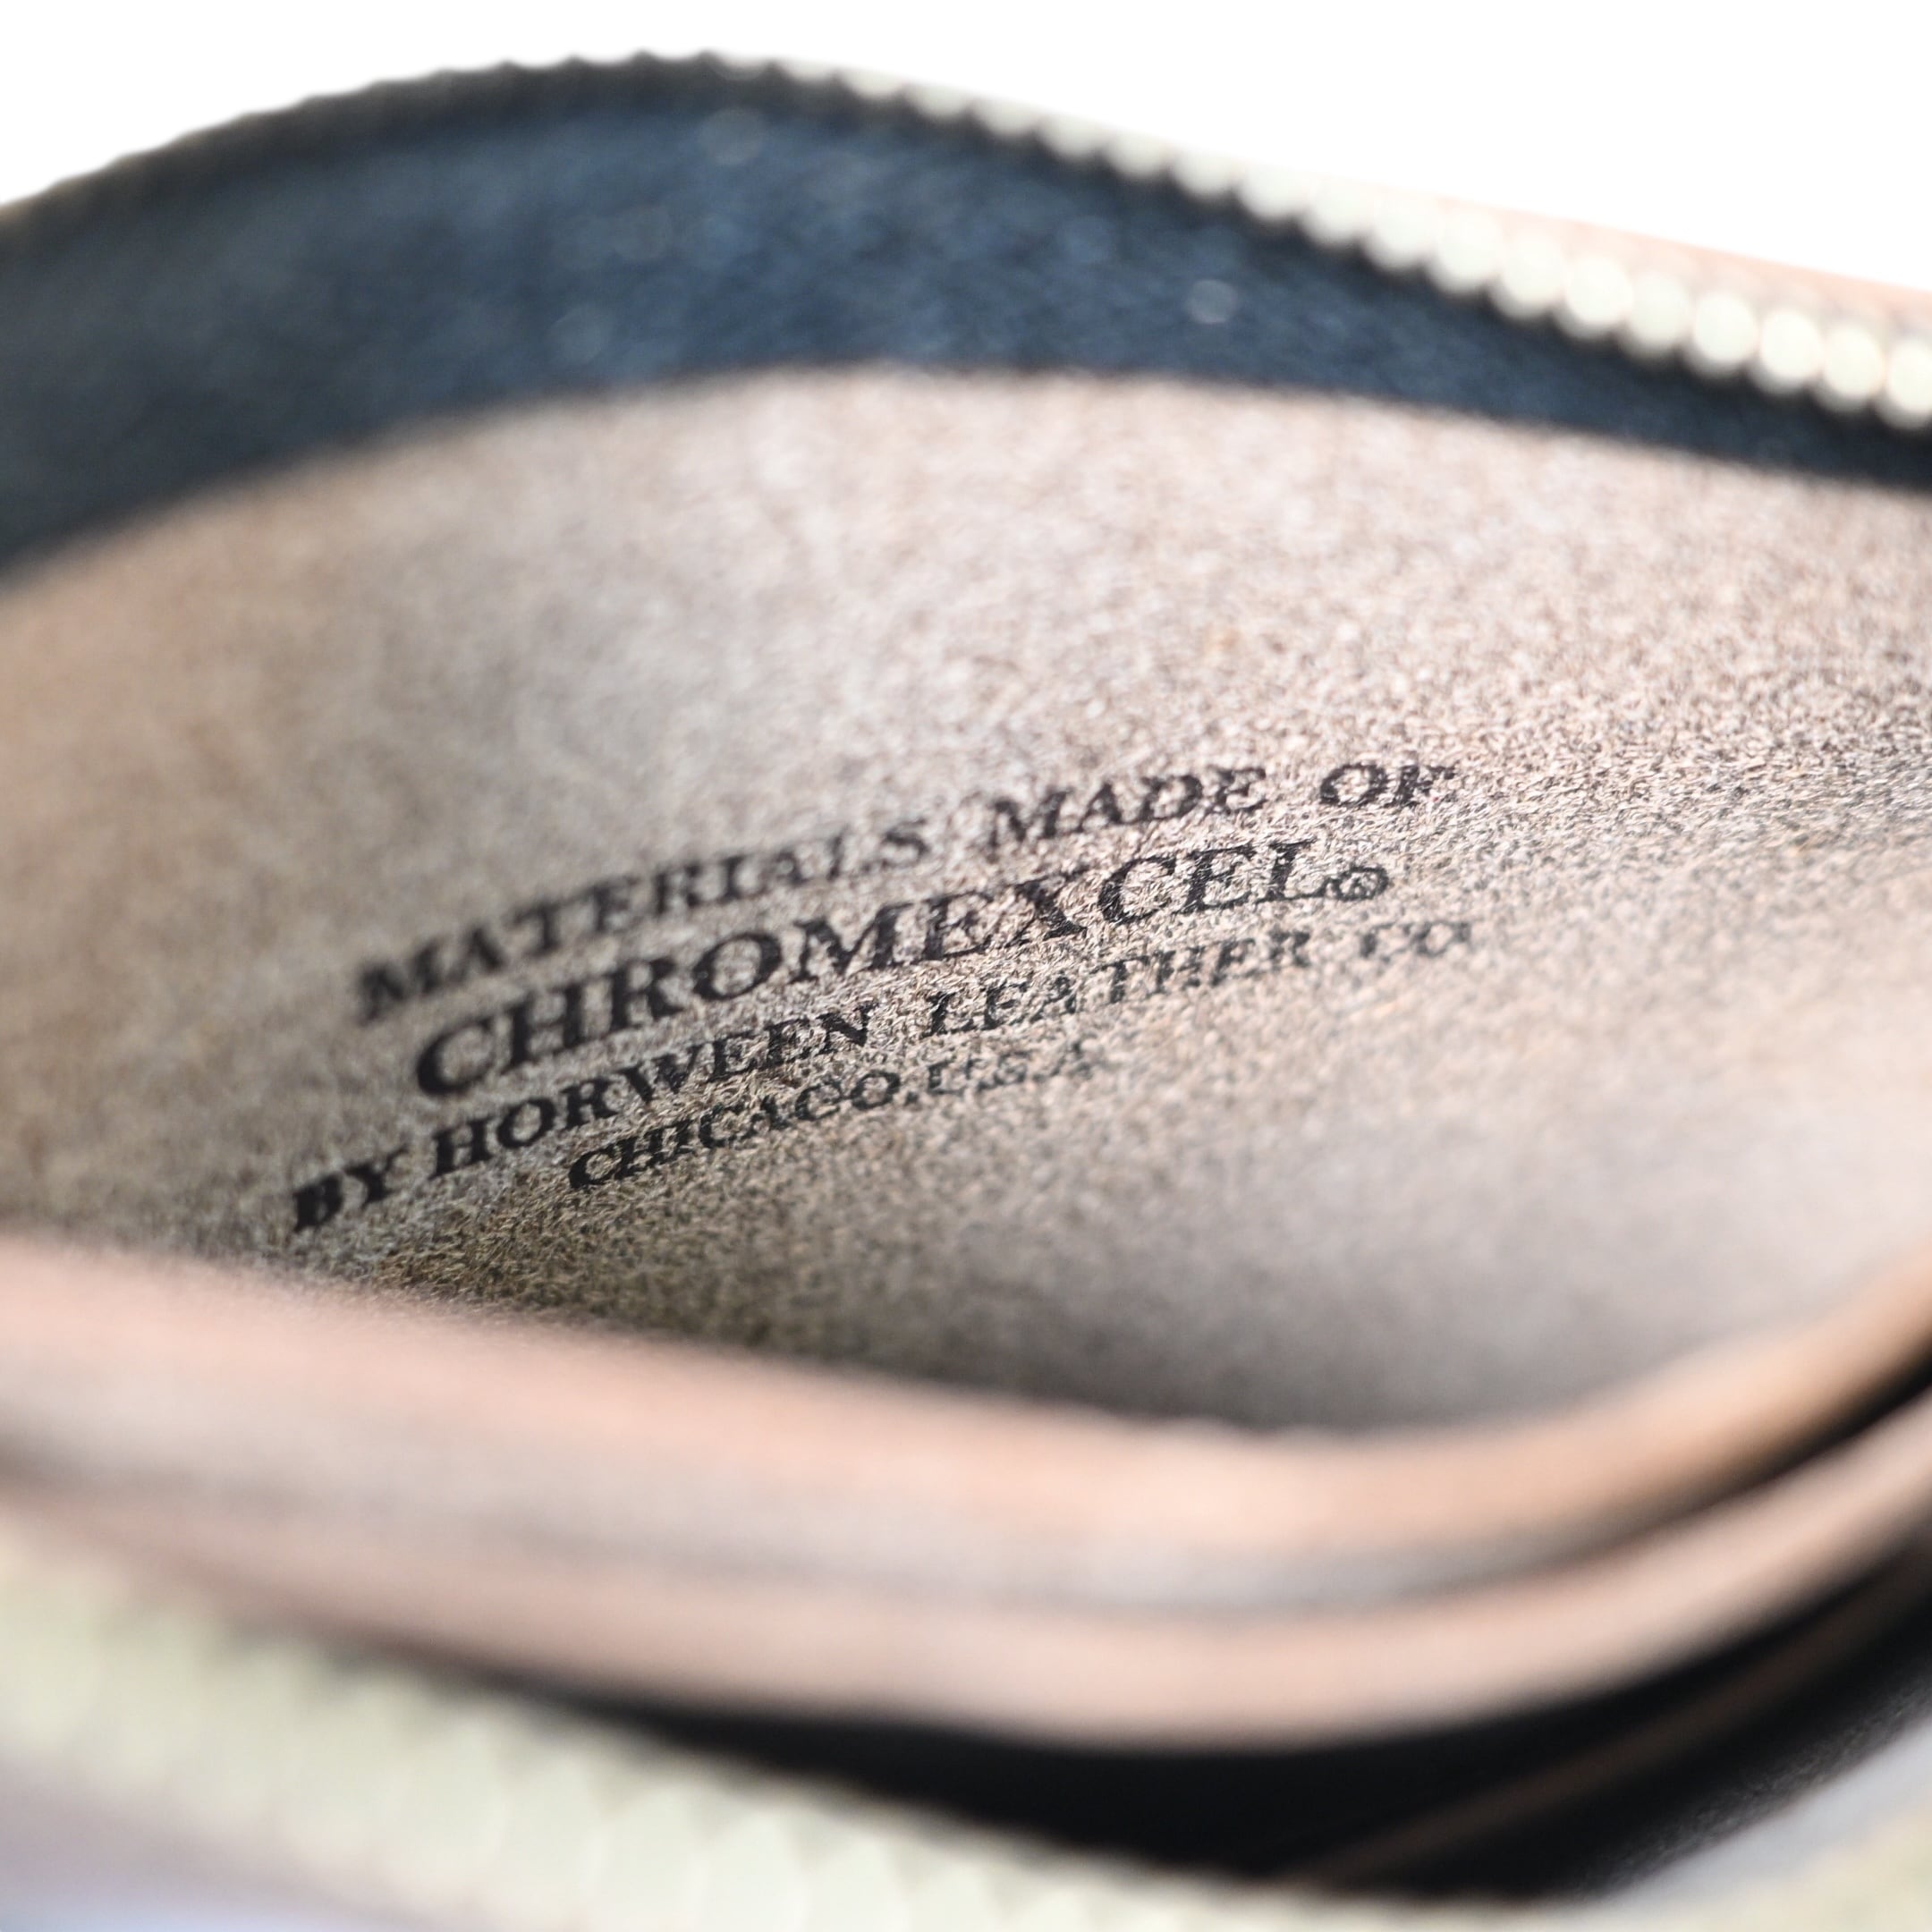 MATERIALS MADE OF
CHROMEXCEL®
BY HORWEEN LEATHER CO
CHICAGO.U.S.A